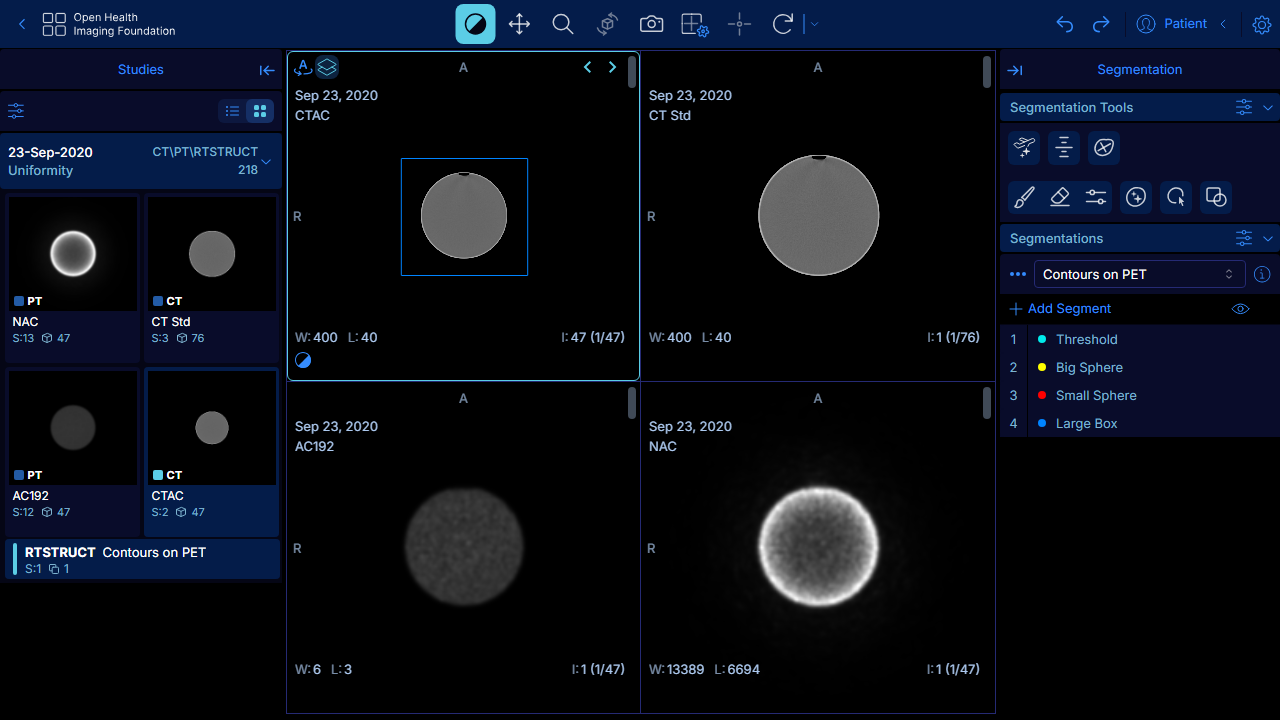 Open Health
Imaging Foundation
Patient
Studies
23-Sep-2020
CT\PT\RTSTRUCT
Uniformity
218
PT
NAC
S:13 47
CT
CT Std
S:3 76
PT
AC192
S:12 47
CT
CTAC
S:2 47
RTSTRUCT Contours on PET
S:1 1
A
A
Sep 23, 2020
CTAC
R
W:400 L:40
I:47 (1/47)
A
Sep 23, 2020
CT Std
R
W:400 L:40
I:1 (1/76)
A
Sep 23, 2020
AC192
R
W:6 L:3
I:1 (1/47)
A
Sep 23, 2020
NAC
R
W:13389 L:6694
I:1 (1/47)
Segmentation
Segmentation Tools
Segmentations
Contours on PET
Add Segment
1 Threshold
2 Big Sphere
3 Small Sphere
4 Large Box